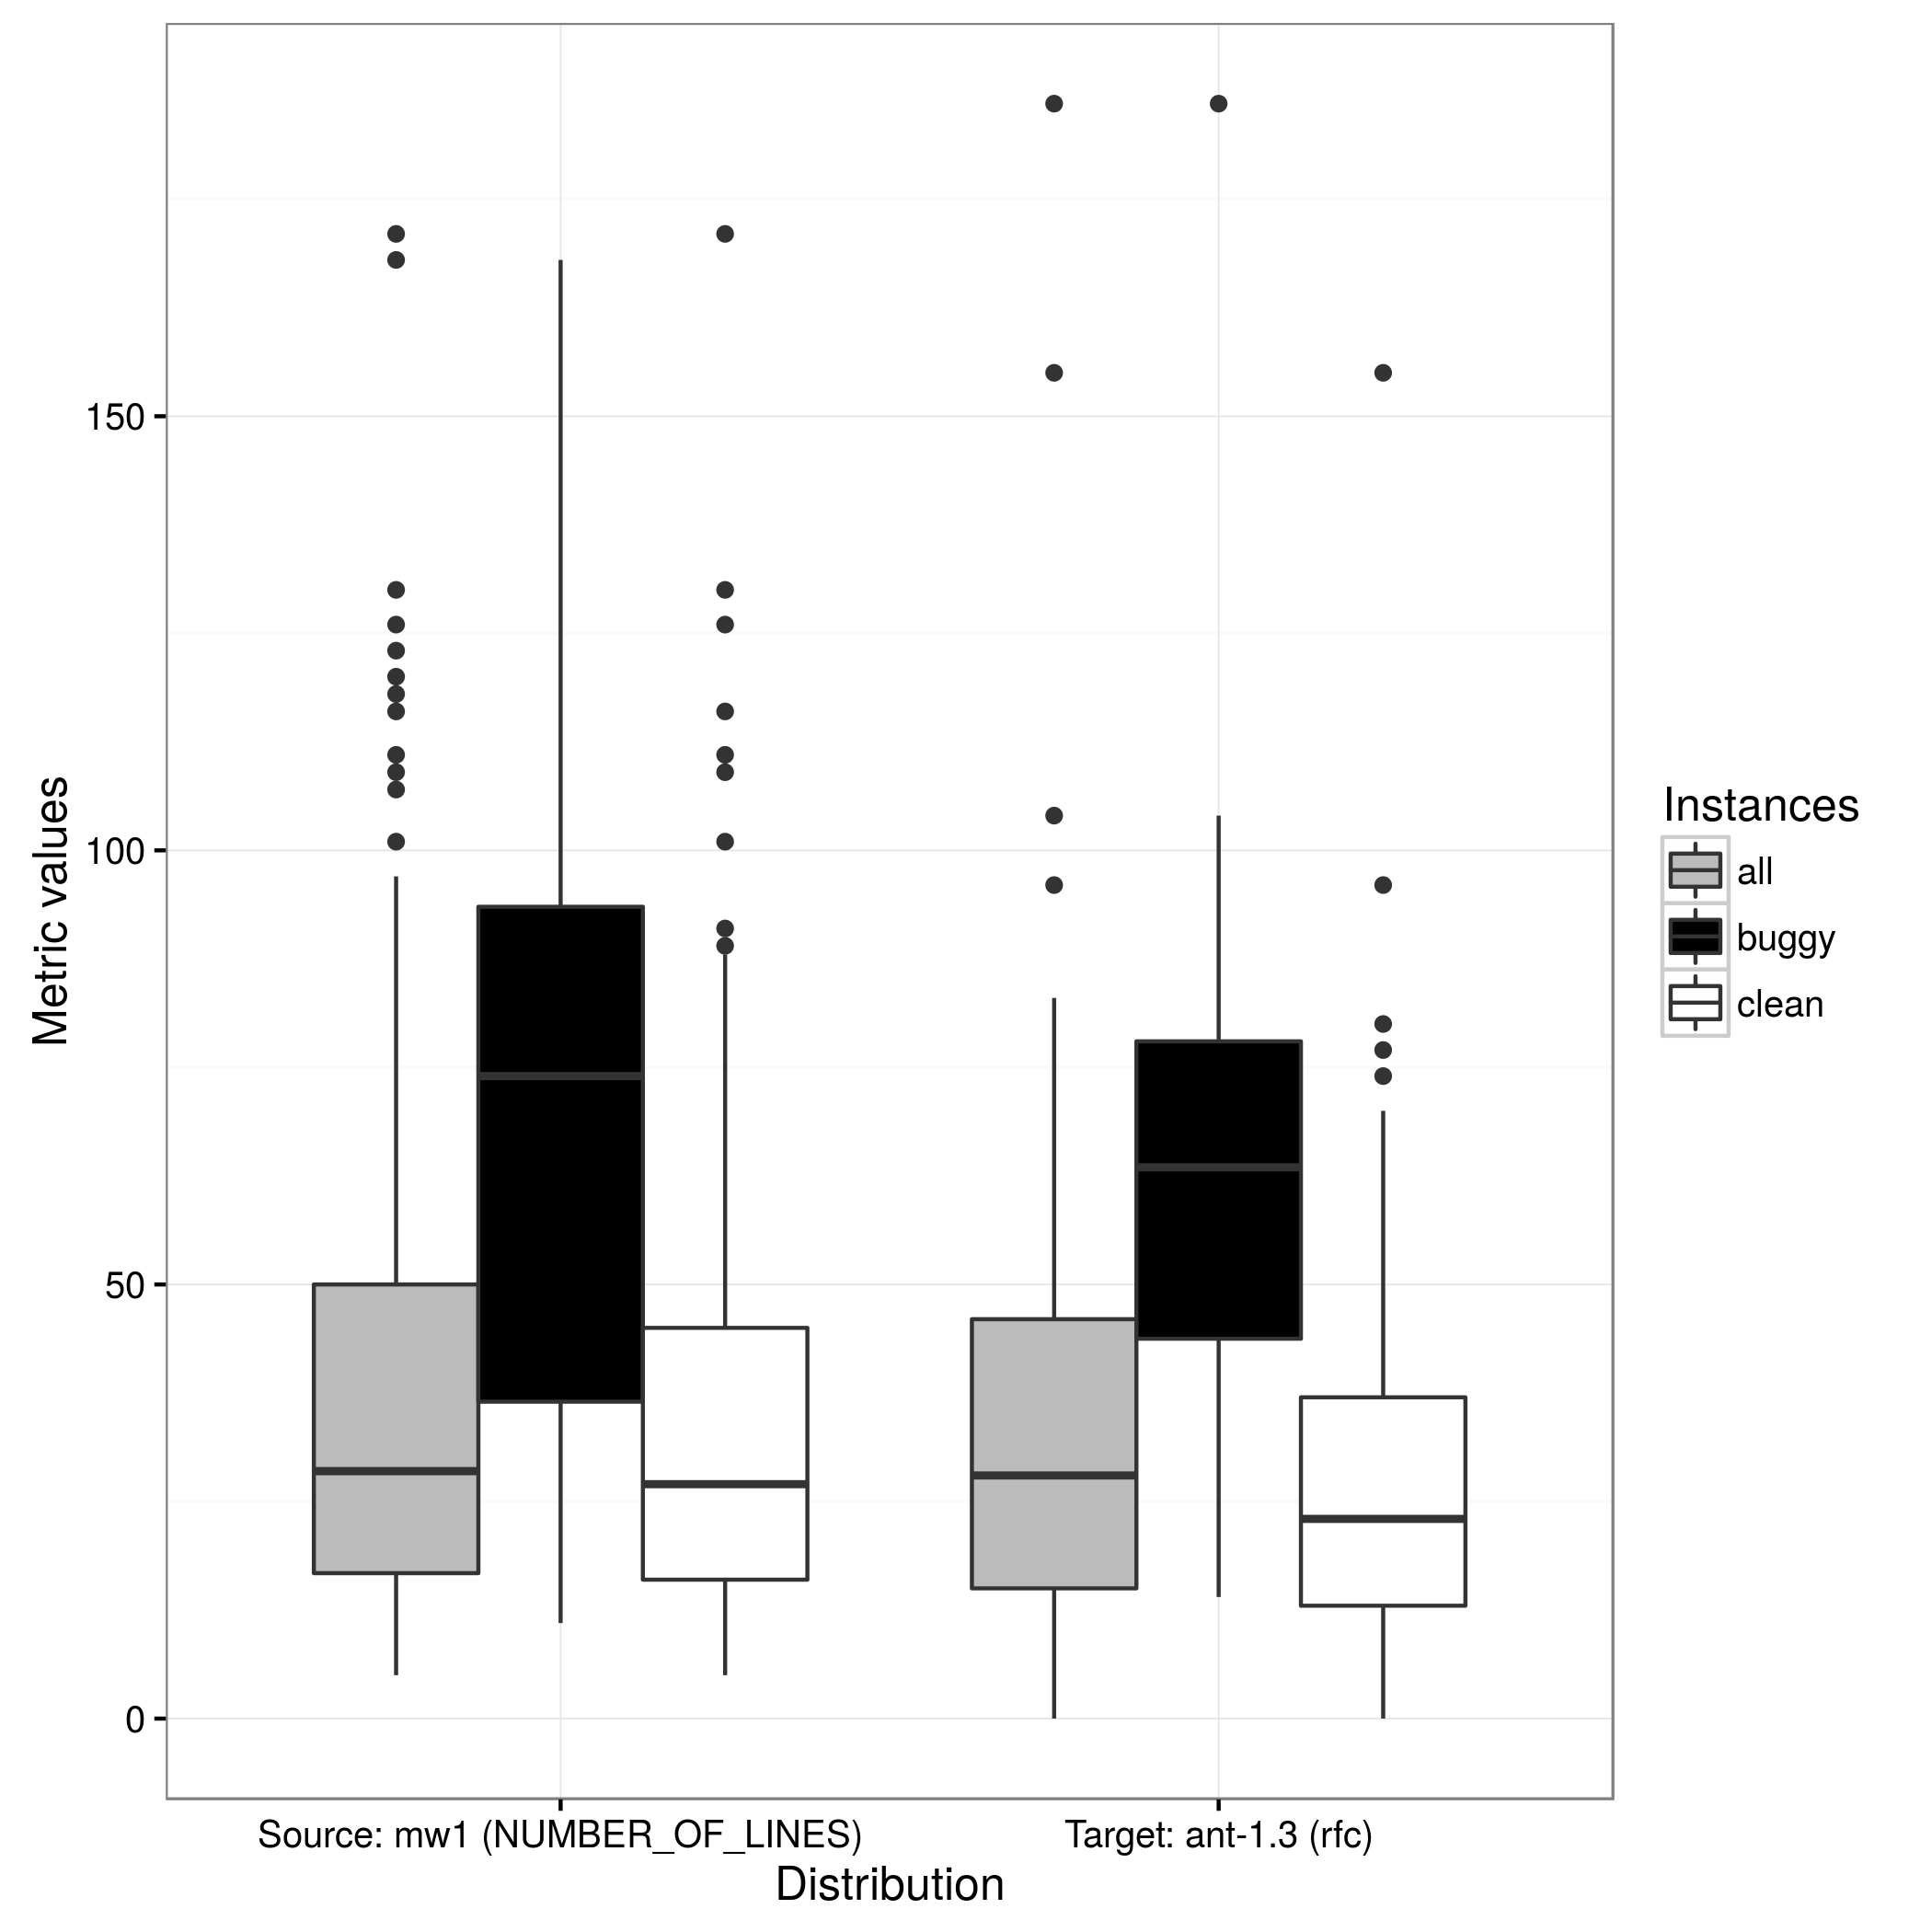 150
100
50
0
Metric values
Source: mw1 (NUMBER_OF_LINES)
Target: ant-1.3 (rfc)
Distribution
Instances
all
buggy
clean